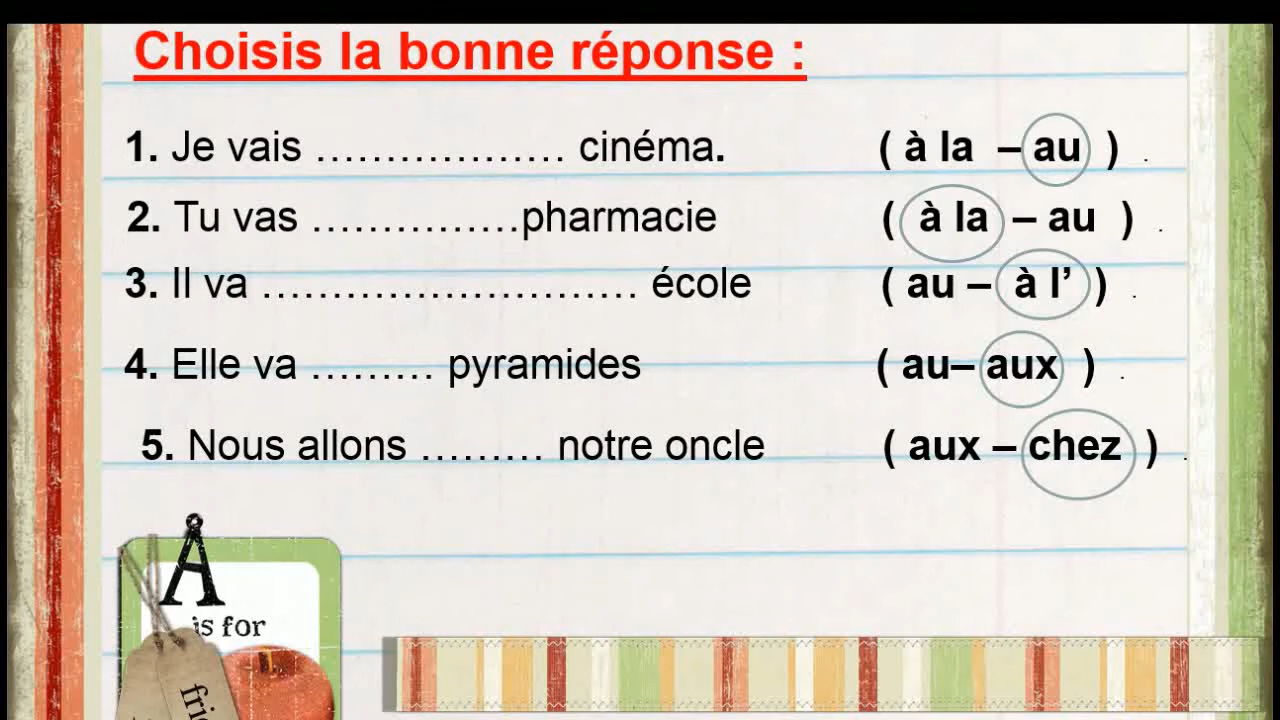 Choisis la bonne réponse :
1. Je vais ……………… cinéma. ( à la – au ) .
2. Tu vas ……………pharmacie ( à la – au ) .
3. Il va ……………………… école ( au – à l’ ) .
4. Elle va ……… pyramides ( au– aux ) .
5. Nous allons ……… notre oncle ( aux – chez ) .
A
is for